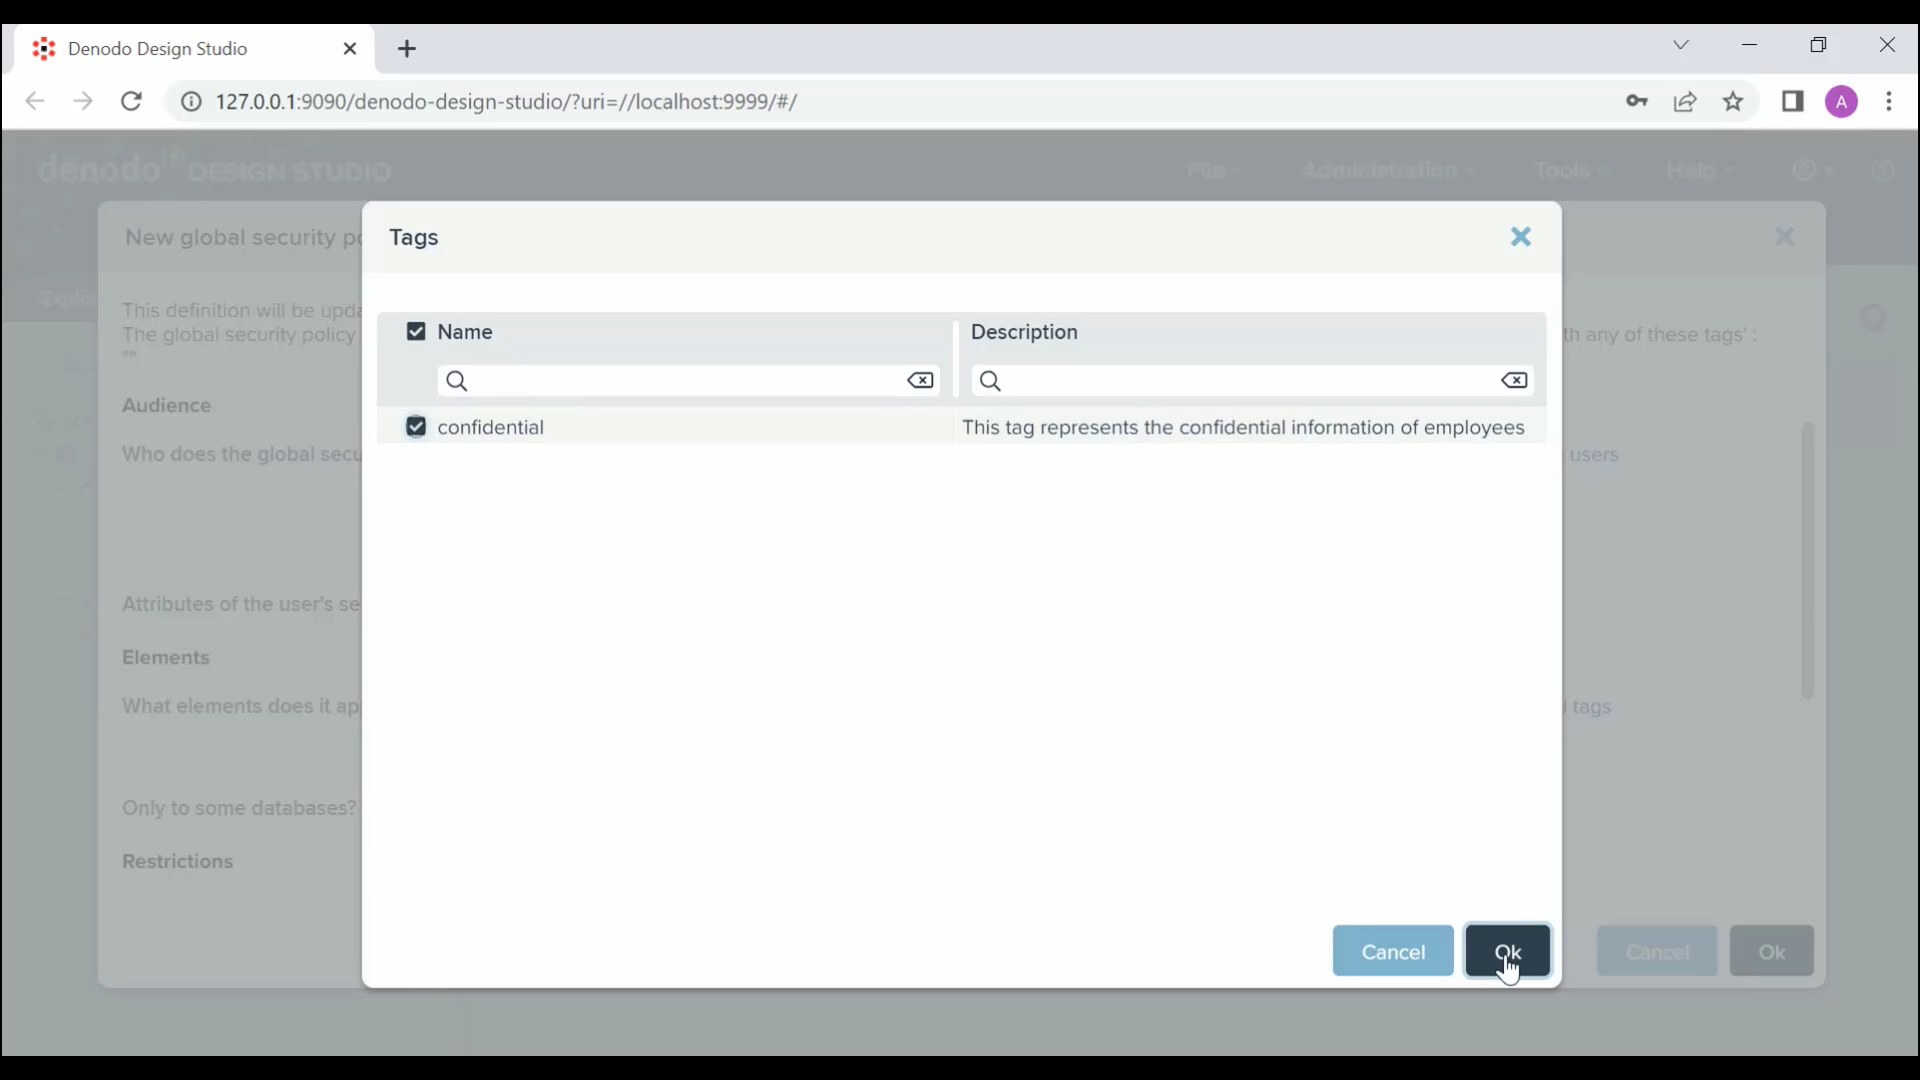 Denodo Design Studio
127.0.0.1:9090/denodo-design-studio/?uri=//localhost:9999/#/
A
denodo DESIGN STUDIO
File
Administration
Tools
Help
New global security po
Tags
Explor
This definition will be upda
The global security policy
th any of these tags' :
""
Name
Description
Audience
confidential
This tag represents the confidential information of employees
Who does the global secu
users
Attributes of the user's se
Elements
What elements does it ap
tags
Only to some databases?
Restrictions
Cancel
Ok
Cancel
Ok